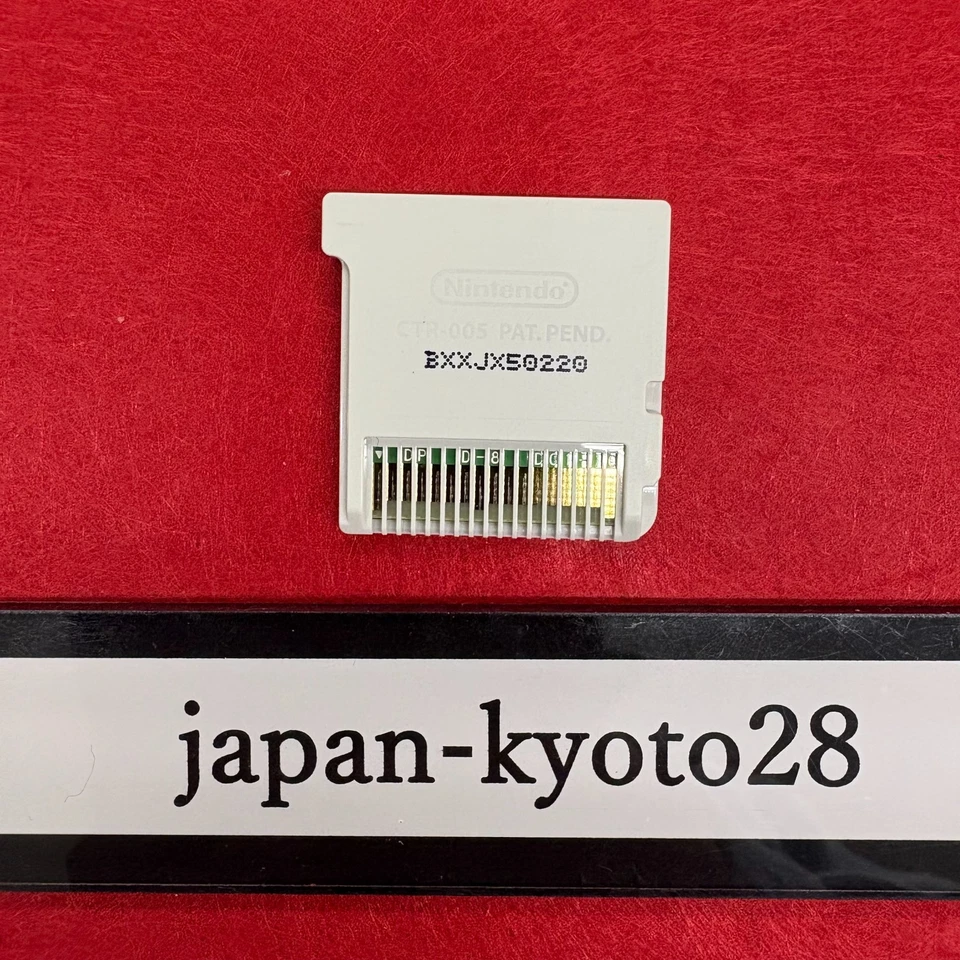 Nintendo
CTR-005 PAT. PEND.
BXXJX50220
japan-kyoto28